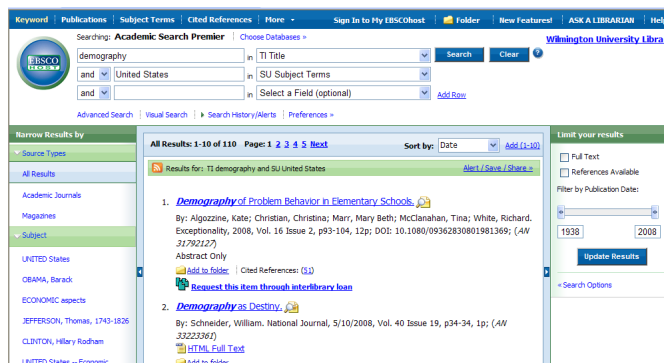 Keyword Publications Subject Terms Cited References More Sign In to My EBSCOhost Folder New Features! ASK A LIBRARIAN Help
Searching: Academic Search Premier Choose Databases »
Wilmington University Libra
EBSCO
HOST
demography in TI Title Search Clear ?
and United States in SU Subject Terms
and in Select a Field (optional) Add Row
Advanced Search Visual Search Search History/Alerts Preferences »
Narrow Results by
Source Types
All Results
Academic Journals
Magazines
Subject
UNITED States
OBAMA, Barack
ECONOMIC aspects
JEFFERSON, Thomas, 1743-1826
CLINTON, Hillary Rodham
UNITED States -- Economic
All Results: 1-10 of 110 Page: 1 2 3 4 5 Next Sort by: Date Add (1-10)
Results for: TI demography and SU United States Alert / Save / Share »
1. Demography of Problem Behavior in Elementary Schools.
By: Algozzine, Kate; Christian, Christina; Marr, Mary Beth; McClanahan, Tina; White, Richard.
Exceptionality, 2008, Vol. 16 Issue 2, p93-104, 12p; DOI: 10.1080/09362830801981369; (AN
31792127)
Abstract Only
Add to folder Cited References: (51)
Request this item through interlibrary loan
2. Demography as Destiny.
By: Schneider, William. National Journal, 5/10/2008, Vol. 40 Issue 19, p34-34, 1p; (AN
33223361)
HTML Full Text
Add to folder
Limit your results
Full Text
References Available
Filter by Publication Date:
1938 2008
Update Results
« Search Options